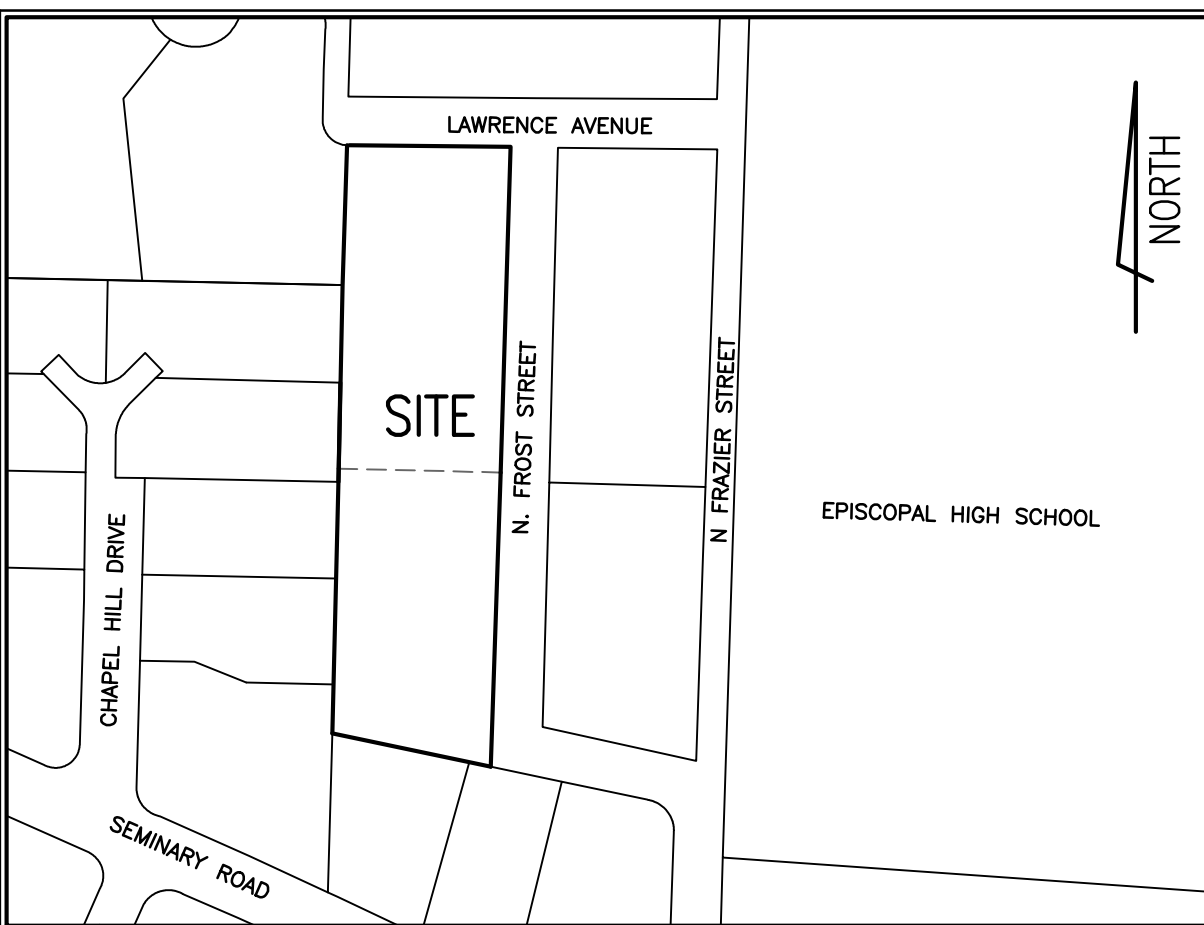 LAWRENCE AVENUE
NORTH
SITE
N. FROST STREET
N FRAZIER STREET
EPISCOPAL HIGH SCHOOL
CHAPEL HILL DRIVE
SEMINARY ROAD